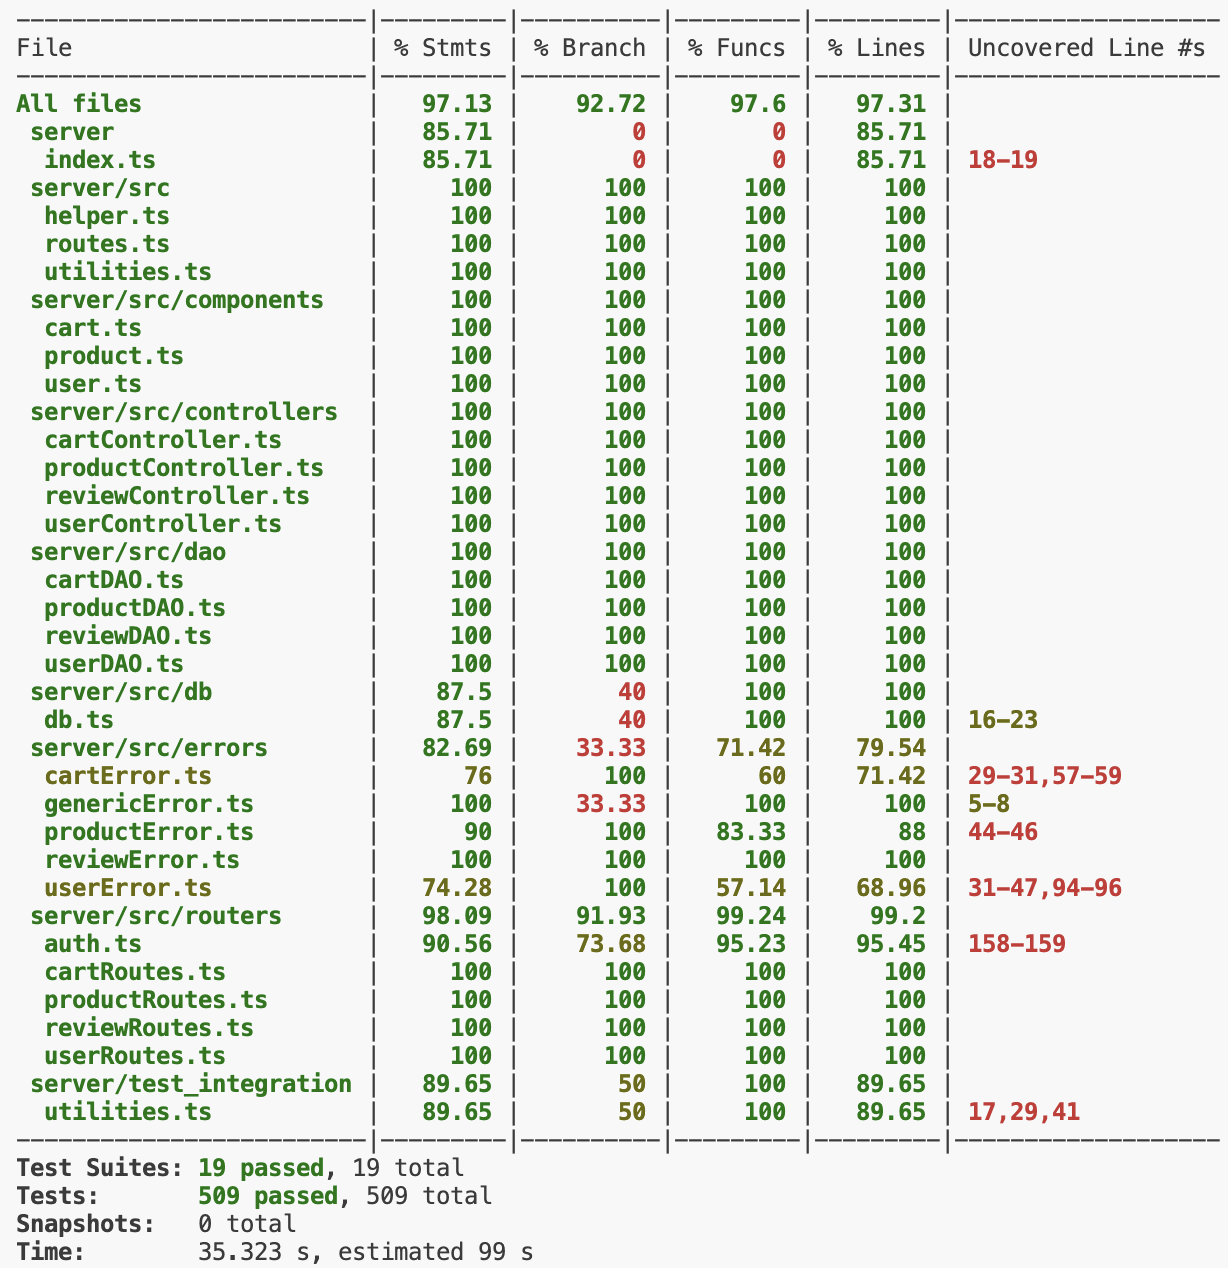 ---------------------------|----------|----------|---------|---------|-------------------
File                       | % Stmts  | % Branch | % Funcs | % Lines | Uncovered Line #s
---------------------------|----------|----------|---------|---------|-------------------
All files                  |   97.13  |   92.72  |    97.6 |   97.31 |
 server                    |   85.71  |       0  |       0 |   85.71 |
  index.ts                 |   85.71  |       0  |       0 |   85.71 | 18-19
 server/src                |     100  |     100  |     100 |     100 |
  helper.ts                |     100  |     100  |     100 |     100 |
  routes.ts                |     100  |     100  |     100 |     100 |
  utilities.ts             |     100  |     100  |     100 |     100 |
 server/src/components     |     100  |     100  |     100 |     100 |
  cart.ts                  |     100  |     100  |     100 |     100 |
  product.ts               |     100  |     100  |     100 |     100 |
  user.ts                  |     100  |     100  |     100 |     100 |
 server/src/controllers    |     100  |     100  |     100 |     100 |
  cartController.ts        |     100  |     100  |     100 |     100 |
  productController.ts     |     100  |     100  |     100 |     100 |
  reviewController.ts      |     100  |     100  |     100 |     100 |
  userController.ts        |     100  |     100  |     100 |     100 |
 server/src/dao            |     100  |     100  |     100 |     100 |
  cartDAO.ts               |     100  |     100  |     100 |     100 |
  productDAO.ts            |     100  |     100  |     100 |     100 |
  reviewDAO.ts             |     100  |     100  |     100 |     100 |
  userDAO.ts               |     100  |     100  |     100 |     100 |
 server/src/db             |    87.5  |      40  |     100 |     100 |
  db.ts                    |    87.5  |      40  |     100 |     100 | 16-23
 server/src/errors         |   82.69  |   33.33  |   71.42 |   79.54 |
  cartError.ts             |      76  |     100  |      60 |   71.42 | 29-31,57-59
  genericError.ts          |     100  |   33.33  |     100 |     100 | 5-8
  productError.ts          |      90  |     100  |   83.33 |      88 | 44-46
  reviewError.ts           |     100  |     100  |     100 |     100 |
  userError.ts             |   74.28  |     100  |   57.14 |   68.96 | 31-47,94-96
 server/src/routers        |   98.09  |   91.93  |   99.24 |    99.2 |
  auth.ts                  |   90.56  |   73.68  |   95.23 |   95.45 | 158-159
  cartRoutes.ts            |     100  |     100  |     100 |     100 |
  productRoutes.ts         |     100  |     100  |     100 |     100 |
  reviewRoutes.ts          |     100  |     100  |     100 |     100 |
  userRoutes.ts            |     100  |     100  |     100 |     100 |
 server/test_integration   |   89.65  |      50  |     100 |   89.65 |
  utilities.ts             |   89.65  |      50  |     100 |   89.65 | 17,29,41
---------------------------|----------|----------|---------|---------|-------------------
Test Suites: 19 passed, 19 total
Tests:       509 passed, 509 total
Snapshots:   0 total
Time:        35.323 s, estimated 99 s